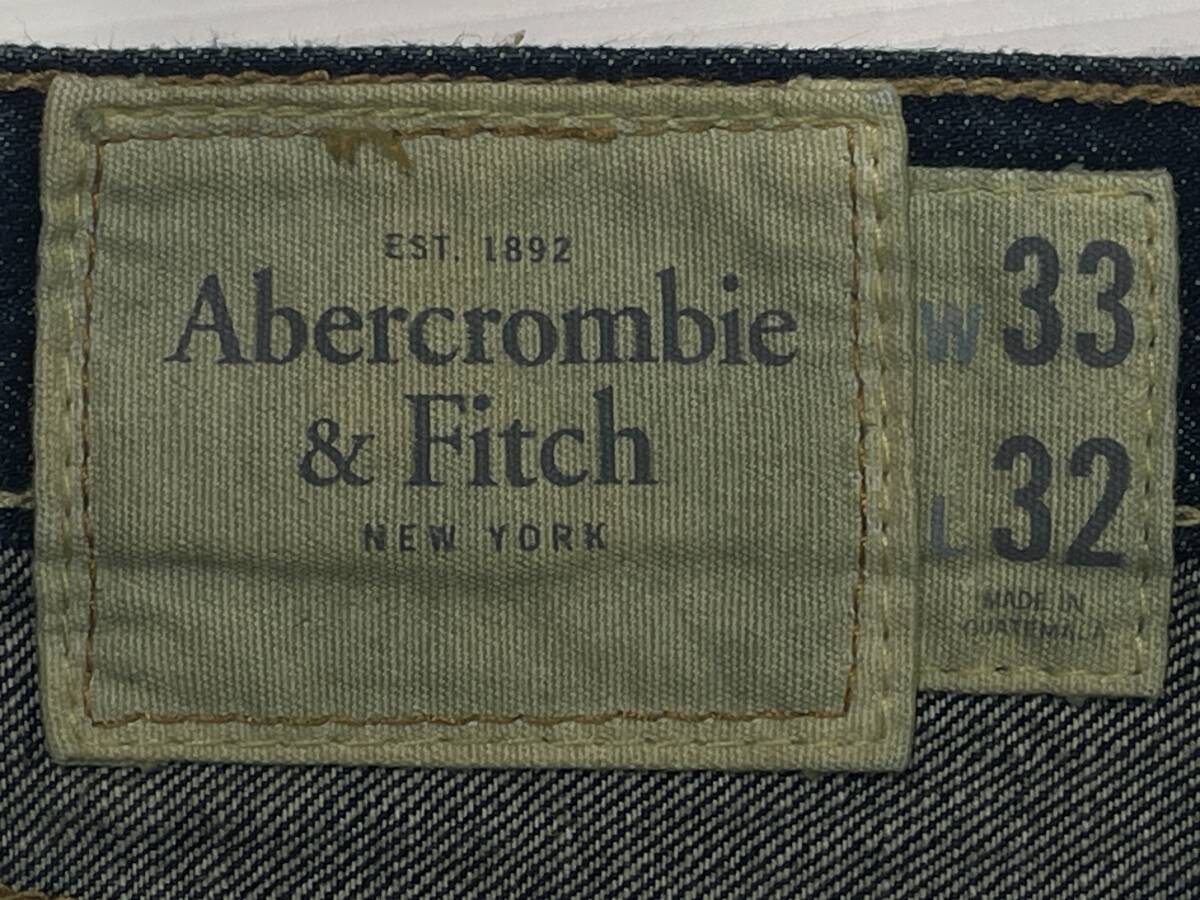 EST. 1892
Abercrombie
& Fitch
NEW YORK
W 33
L 32
MADE IN
GUATEMALA